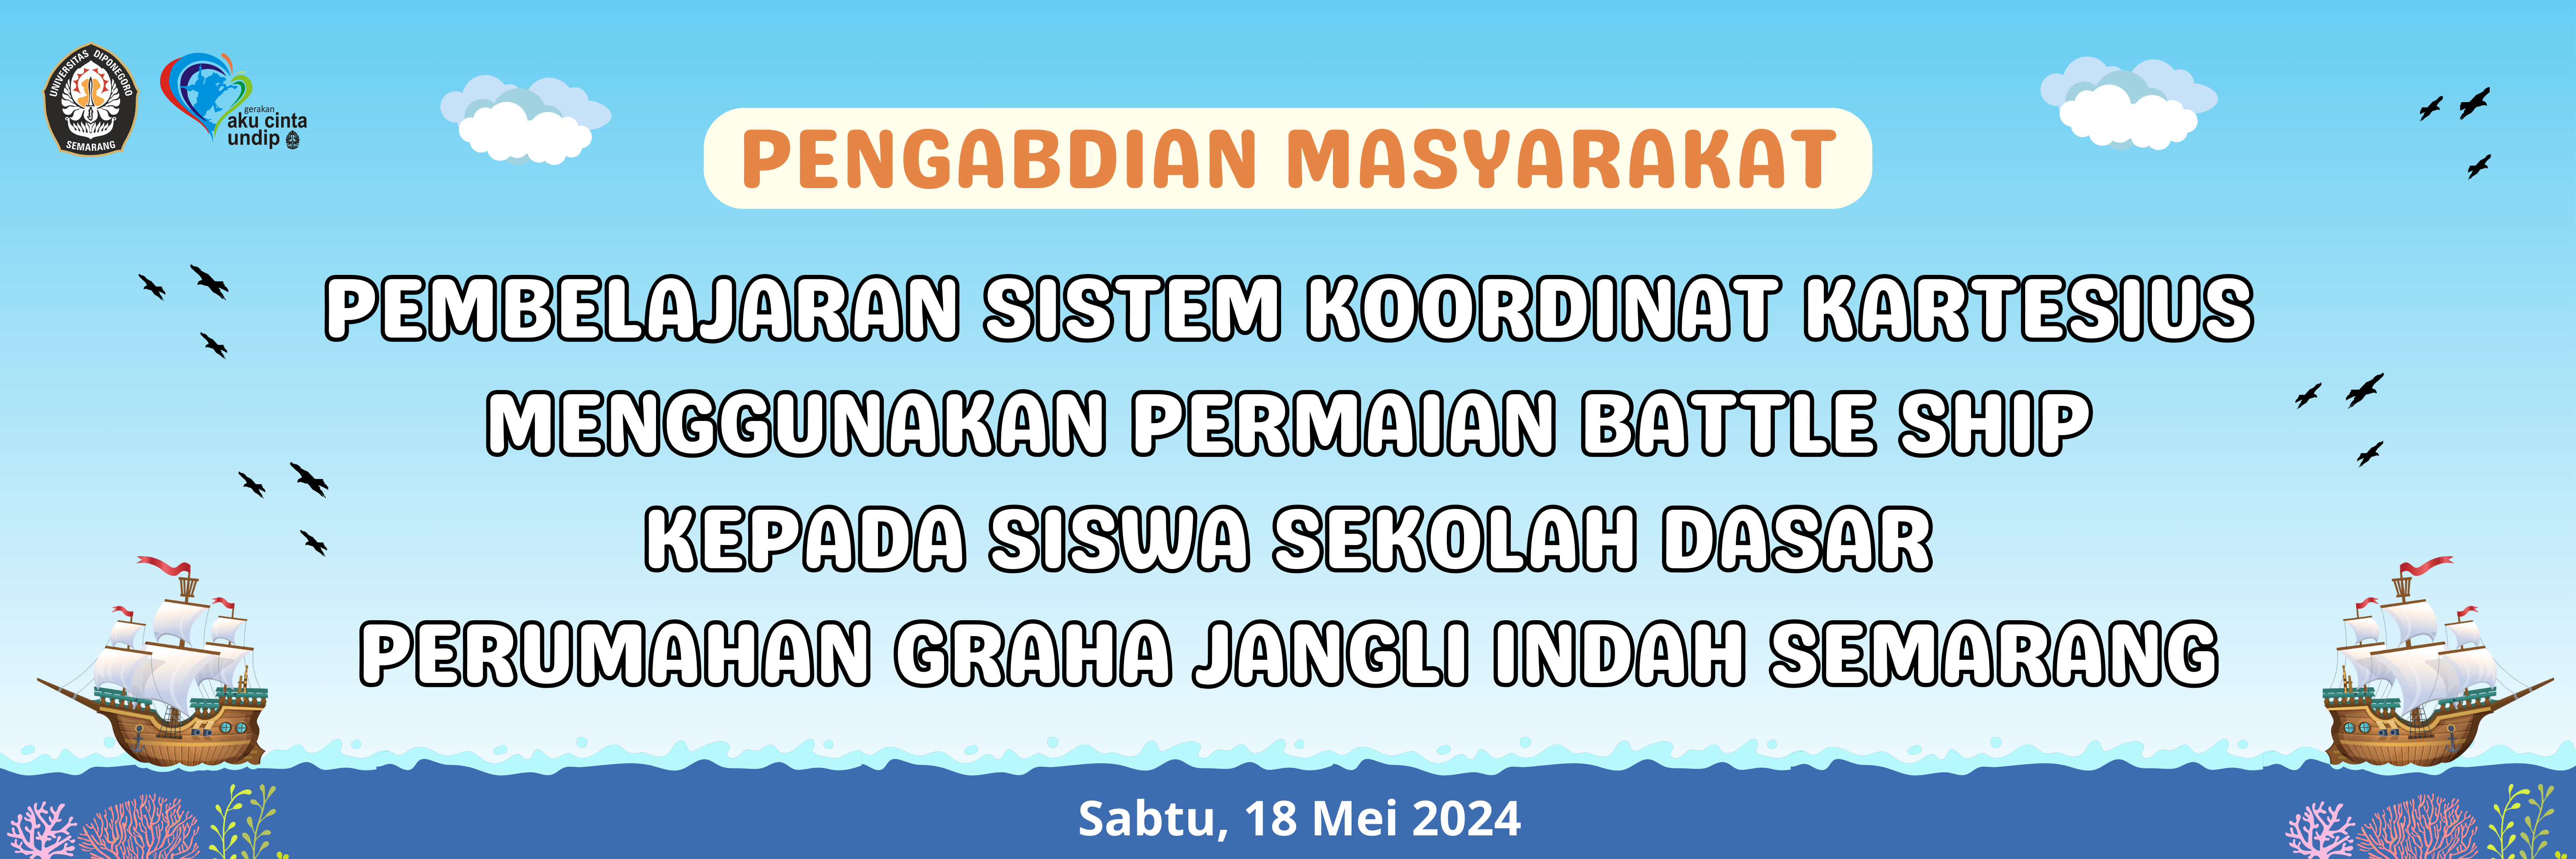 UNIVERSITAS DIPONEGORO
SEMARANG
gerakan
aku cinta
undip
PENGABDIAN MASYARAKAT
PEMBELAJARAN SISTEM KOORDINAT KARTESIUS
MENGGUNAKAN PERMAIAN BATTLE SHIP
KEPADA SISWA SEKOLAH DASAR
PERUMAHAN GRAHA JANGLI INDAH SEMARANG
Sabtu, 18 Mei 2024